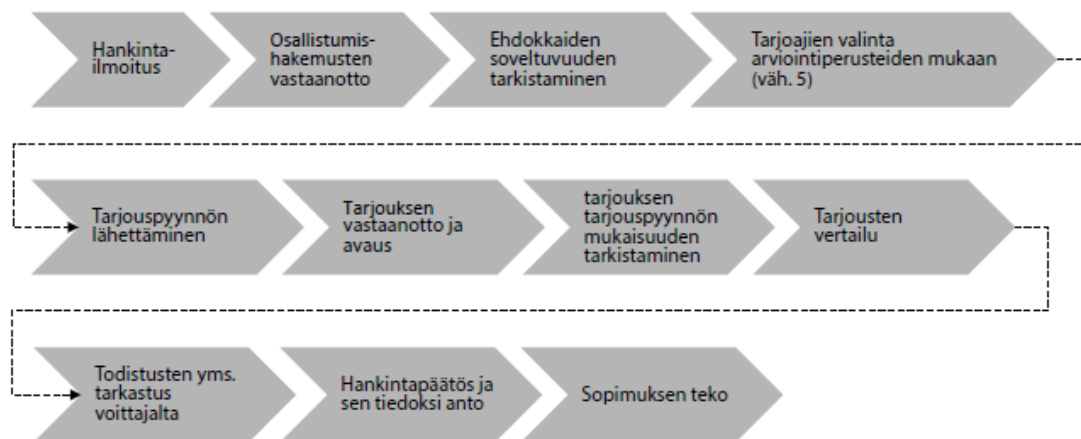 Hankinta-
ilmoitus
Osallistumis-
hakemusten
vastaanotto
Ehdokkaiden
soveltuvuuden
tarkistaminen
Tarjoajien valinta
arviointiperusteiden mukaan
(väh. 5)
Tarjouspyynnön
lähettäminen
Tarjouksen
vastaanotto ja
avaus
tarjouksen
tarjouspyynnön
mukaisuuden
tarkistaminen
Tarjousten
vertailu
Todistusten yms.
tarkastus
voittajalta
Hankintapäätös ja
sen tiedoksi anto
Sopimuksen teko